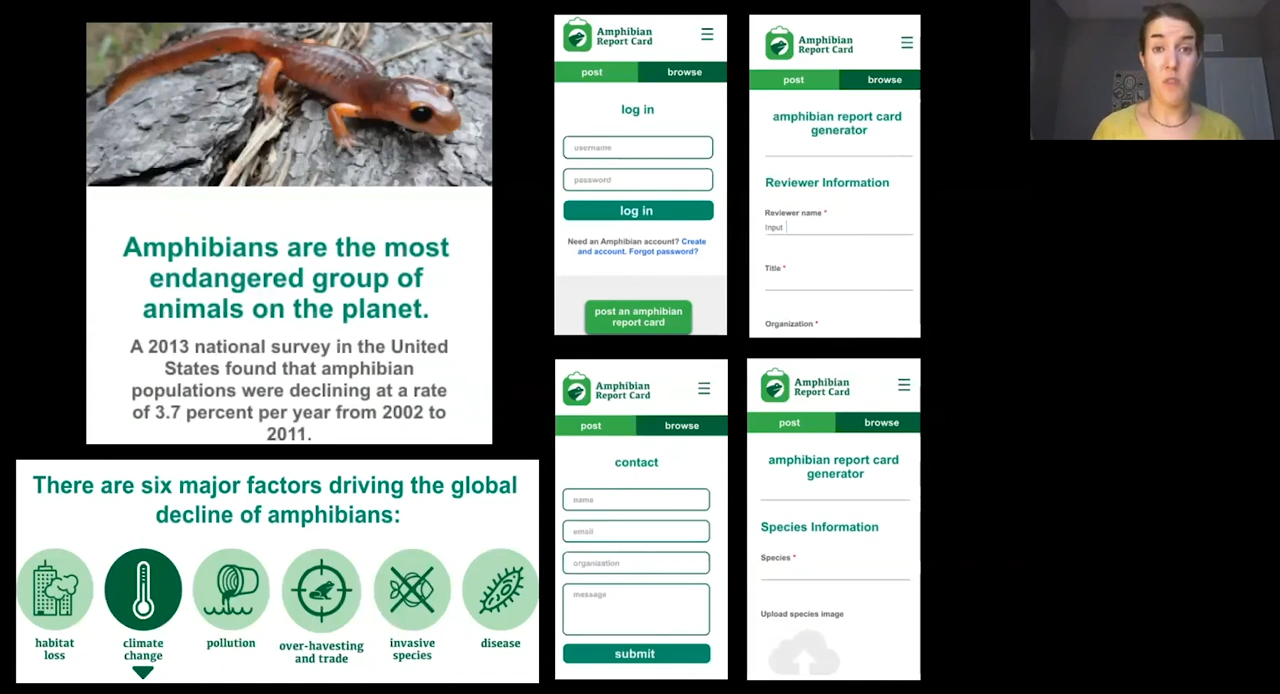 Amphibians are the most
endangered group of
animals on the planet.
A 2013 national survey in the United
States found that amphibian
populations were declining at a rate
of 3.7 percent per year from 2002 to
2011.
There are six major factors driving the global
decline of amphibians:
habitat
loss
climate
change
pollution
over-harvesting
and trade
invasive
species
disease
Amphibian
Report Card
post
browse
log in
username
password
log in
Need an Amphibian account? Create
and account. Forgot password?
post an amphibian
report card
Amphibian
Report Card
post
browse
amphibian report card
generator
Reviewer Information
Reviewer name *
Input
Title *
Organization *
Amphibian
Report Card
post
browse
contact
name
email
organization
message
submit
Amphibian
Report Card
post
browse
amphibian report card
generator
Species Information
Species *
Upload species image